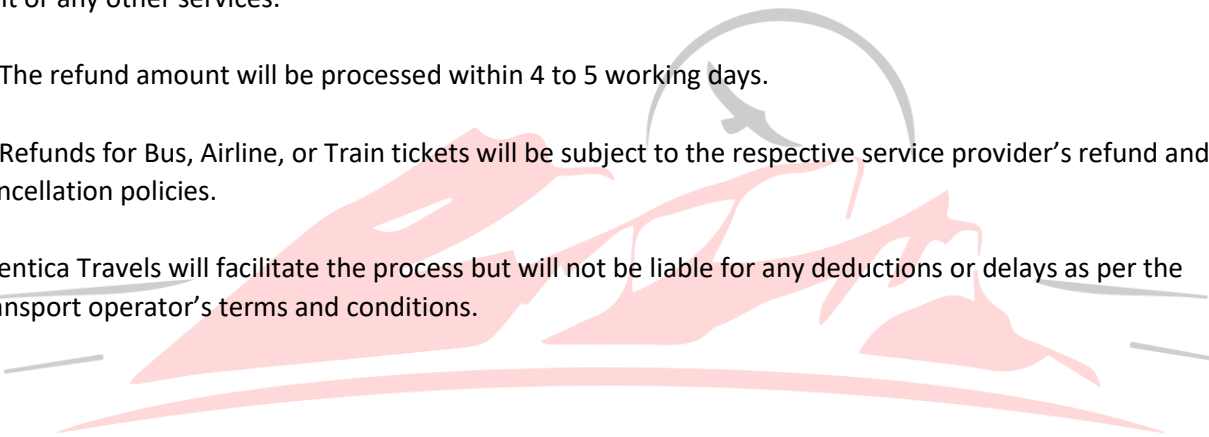 or any other services.
The refund amount will be processed within 4 to 5 working days.
Refunds for Bus, Airline, or Train tickets will be subject to the respective service provider’s refund and
ncellation policies.
entica Travels will facilitate the process but will not be liable for any deductions or delays as per the
ansport operator’s terms and conditions.